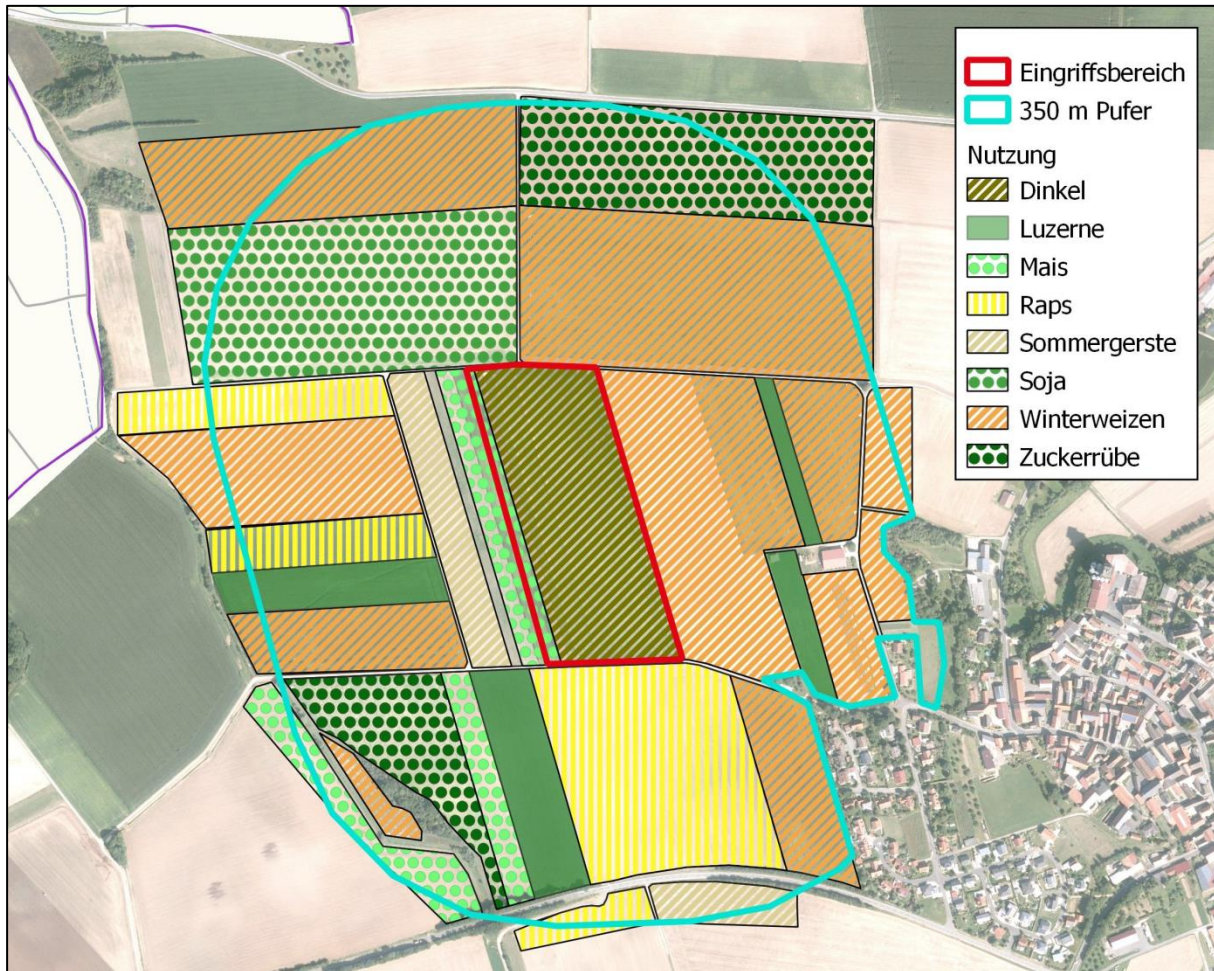 Eingriffsbereich
350 m Pufer
Nutzung
Dinkel
Luzerne
Mais
Raps
Sommergerste
Soja
Winterweizen
Zuckerrübe